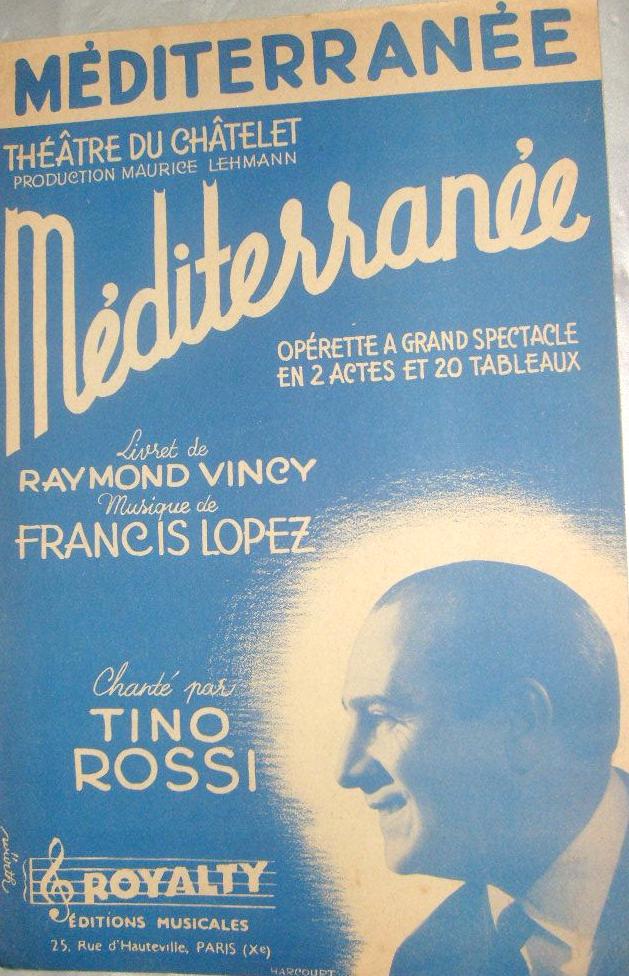 MÉDITERRANÉE
THÉÂTRE DU CHÂTELET
PRODUCTION MAURICE LEHMANN
Méditerranée
OPÉRETTE A GRAND SPECTACLE
EN 2 ACTES ET 20 TABLEAUX
Livret de
RAYMOND VINCY
Musique de
FRANCIS LOPEZ
Chanté par
TINO
ROSSI
ROYALTY
ÉDITIONS MUSICALES
25, Rue d'Hauteville, PARIS (Xe)
HARCOURT